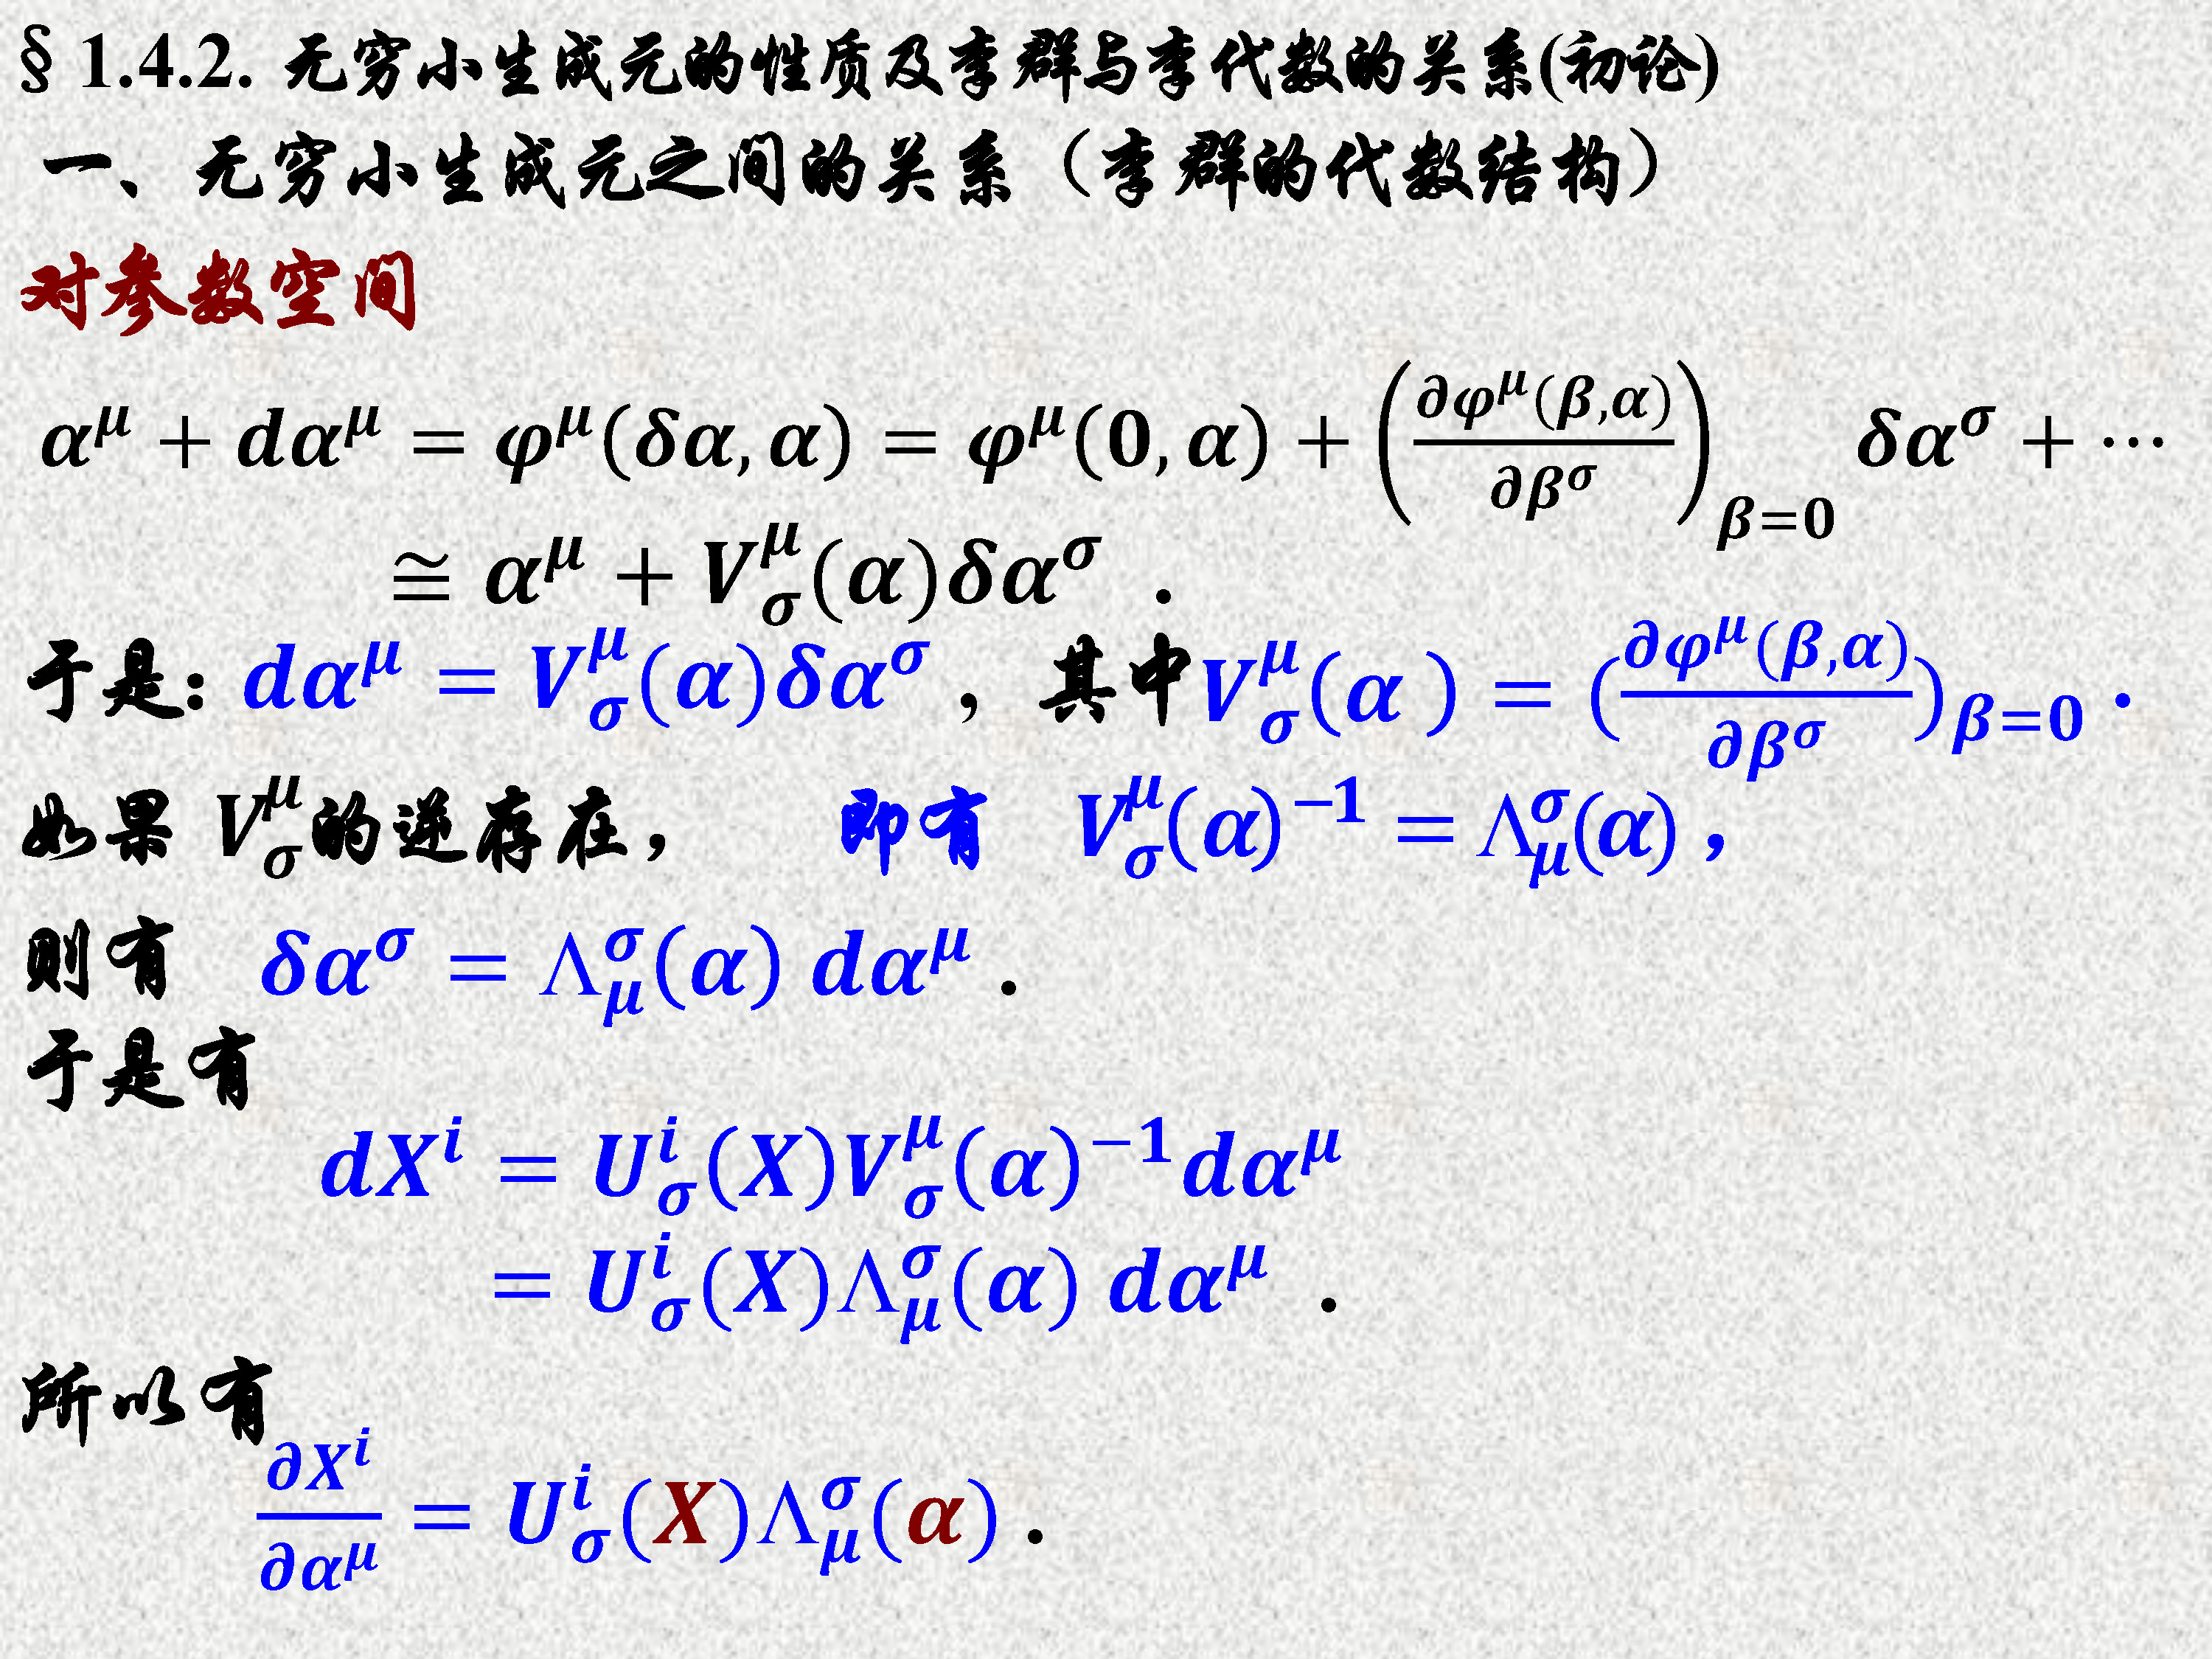 § 1.4.2. 无穷小生成元的性质及李群与李代数的关系(初论)
一、无穷小生成元之间的关系（李群的代数结构）
对参数空间
$\alpha^\mu + d\alpha^\mu = \varphi^\mu(\delta\alpha, \alpha) = \varphi^\mu(0, \alpha) + \left(\frac{\partial\varphi^\mu(\beta,\alpha)}{\partial\beta^\sigma}\right)_{\beta=0} \delta\alpha^\sigma + \cdots$
$\cong \alpha^\mu + V^\mu_\sigma(\alpha)\delta\alpha^\sigma$ .
于是: $d\alpha^\mu = V^\mu_\sigma(\alpha)\delta\alpha^\sigma$ , 其中$V^\mu_\sigma(\alpha) = (\frac{\partial\varphi^\mu(\beta,\alpha)}{\partial\beta^\sigma})_{\beta=0}$ .
如果 $V^\mu_\sigma$的逆存在， 即有 $V^\mu_\sigma(\alpha)^{-1} = \Lambda^\sigma_\mu(\alpha)$ ，
则有 $\delta\alpha^\sigma = \Lambda^\sigma_\mu(\alpha) \, d\alpha^\mu$ .
于是有
$dX^i = U^i_\sigma(X)V^\mu_\sigma(\alpha)^{-1}d\alpha^\mu$
$= U^i_\sigma(X)\Lambda^\sigma_\mu(\alpha) \, d\alpha^\mu$ .
所以有
$\frac{\partial X^i}{\partial\alpha^\mu} = U^i_\sigma(X)\Lambda^\sigma_\mu(\alpha)$ .